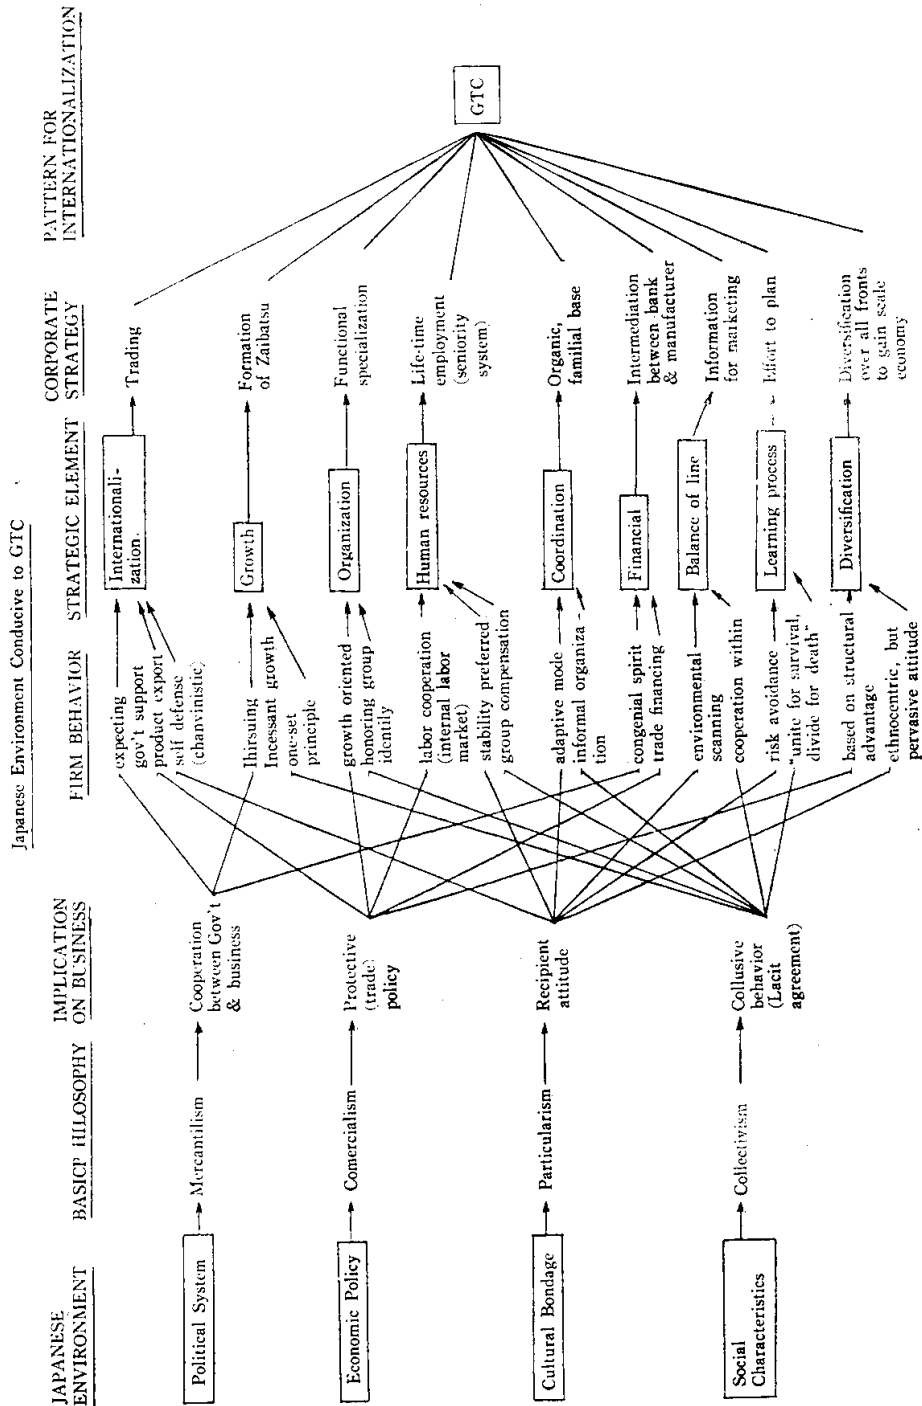 Japanese Environment Conducive to GTC
JAPANESE
ENVIRONMENT
BASICP HILOSOPHY
IMPLICATION
ON BUSINESS
FIRM BEHAVIOR
STRATEGIC ELEMENT
CORPORATE
STRATEGY
PATTERN FOR
INTERNATIONALIZATION
Political System
Economic Policy
Cultural Bondage
Social
Characteristics
Mercantilism
Comercialism
Particularism
Collectivism
Cooperation
between Gov't
& business
Protective
(trade)
policy
Recipient
attitude
Collusive
behavior
(Lacit
agreement)
expecting
gov't support
product export
self defense
(chanvinistic)
Ihirsuing
Incessant growth
one-set
principle
growth oriented
honoring group
identily
labor cooperation
(internal labor
market)
stability preferred
group compensation
adaptive mode
informal organiza -
tion
congenial spirit
trade financing
environmental
scanning
cooperation within
risk avoidance
"unite for survival,
divide for death"
based on structural
advantage
ethnocentric, but
pervasive attitude
Internationali-
zation.
Growth
Organization
Human resources
Coordination
Financial
Balance of line
Learning process
Diversification
Trading
Formation
of Zaibatsu
Functional
specialization
Life-time
employment
(seniority
system)
Organic,
familial base
Intermediation
between bank
& manufacturer
Information
for marketing
Effort to plan
Diversification
over all fronts
to gain scale
economy
GTC